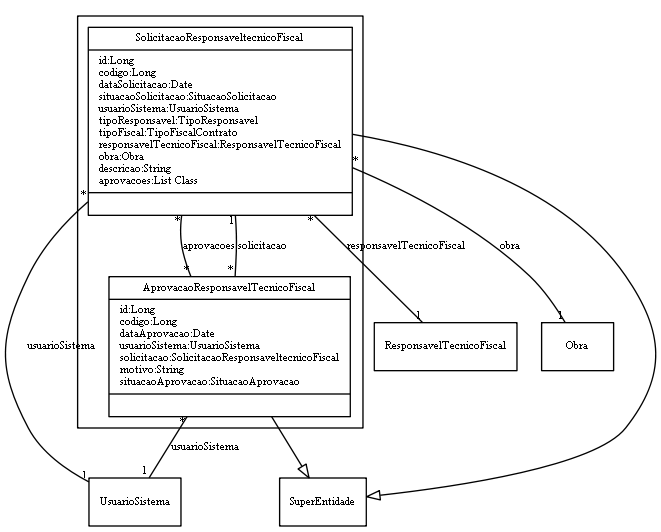 SolicitacaoResponsaveltecnicoFiscal
id:Long
codigo:Long
dataSolicitacao:Date
situacaoSolicitacao:SituacaoSolicitacao
usuarioSistema:UsuarioSistema
tipoResponsavel:TipoResponsavel
tipoFiscal:TipoFiscalContrato
responsavelTecnicoFiscal:ResponsavelTecnicoFiscal
obra:Obra
descricao:String
aprovacoes:List Class
*
*
*
1
*
aprovacoes
solicitacao
responsavelTecnicoFiscal
obra
*
*
AprovacaoResponsavelTecnicoFiscal
id:Long
codigo:Long
dataAprovacao:Date
usuarioSistema:UsuarioSistema
solicitacao:SolicitacaoResponsaveltecnicoFiscal
motivo:String
situacaoAprovacao:SituacaoAprovacao
1
1
ResponsavelTecnicoFiscal
Obra
usuarioSistema
*
usuarioSistema
1
1
UsuarioSistema
SuperEntidade